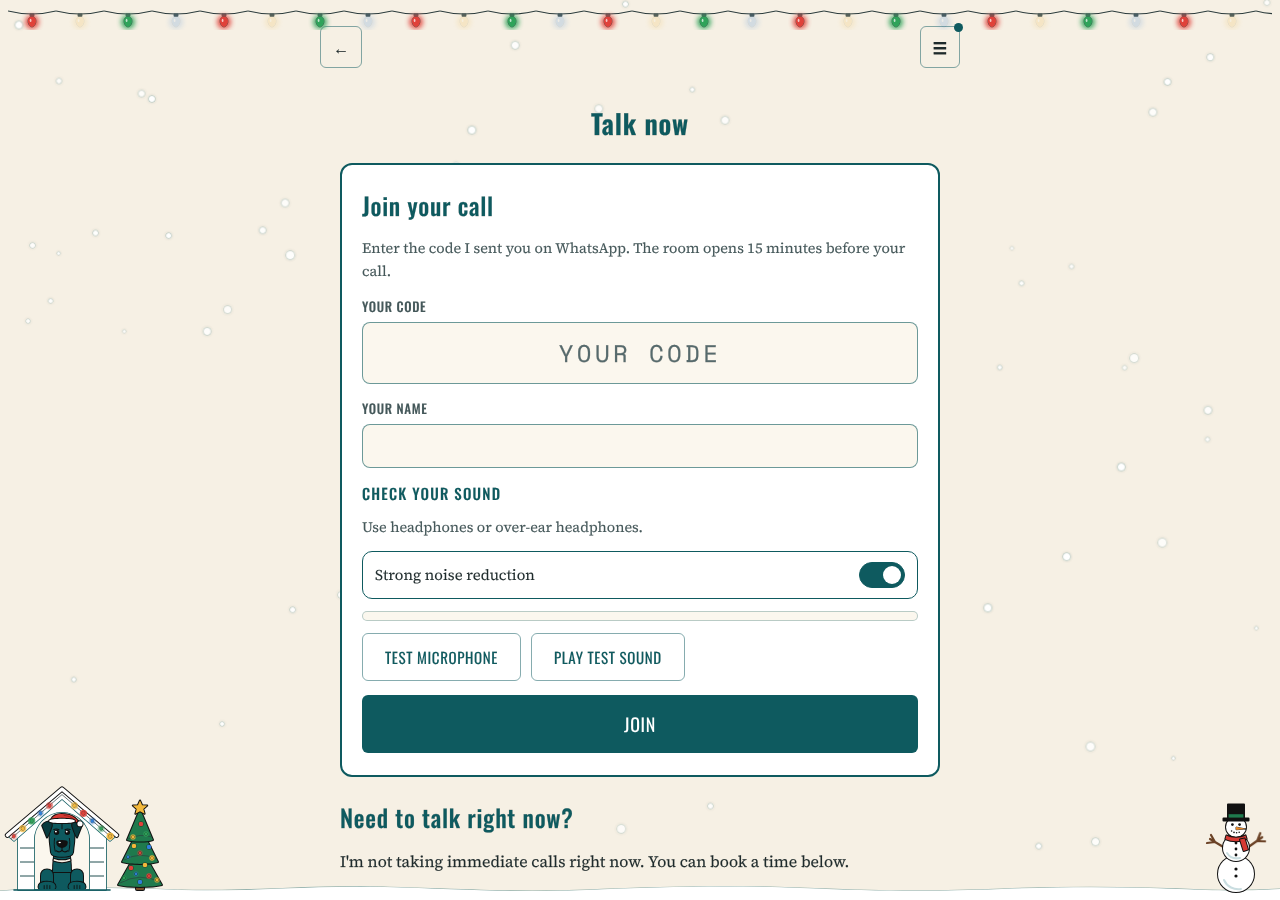 ←
☰
Talk now
Join your call
Enter the code I sent you on WhatsApp. The room opens 15 minutes before your
call.
YOUR CODE
YOUR CODE
YOUR NAME
CHECK YOUR SOUND
Use headphones or over-ear headphones.
Strong noise reduction
TEST MICROPHONE
PLAY TEST SOUND
JOIN
Need to talk right now?
I'm not taking immediate calls right now. You can book a time below.